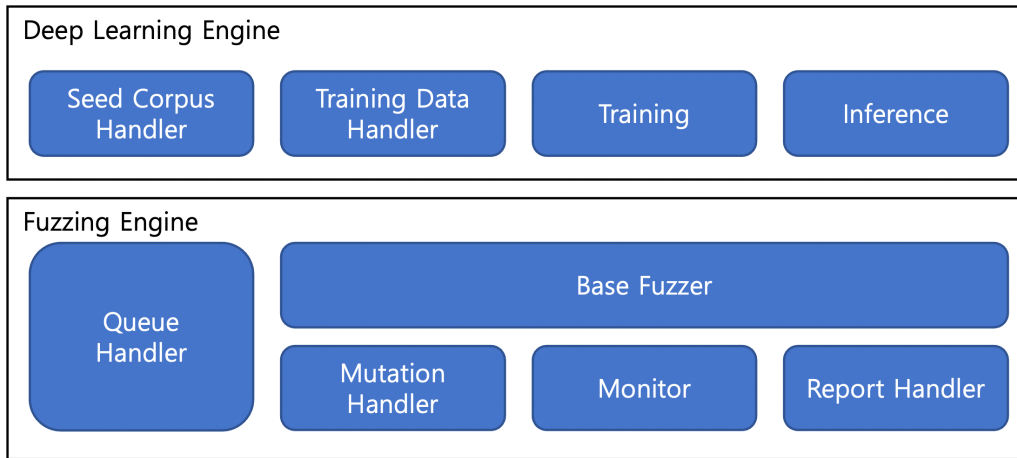 Deep Learning Engine
Seed Corpus
Handler
Training Data
Handler
Training
Inference
Fuzzing Engine
Queue
Handler
Base Fuzzer
Mutation
Handler
Monitor
Report Handler